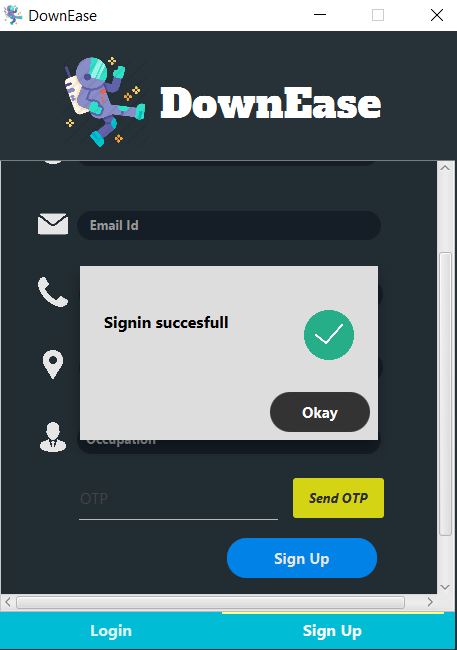 DownEase
DownEase
Email Id
Signin succesfull
Okay
Occupation
OTP
Send OTP
Sign Up
Login
Sign Up